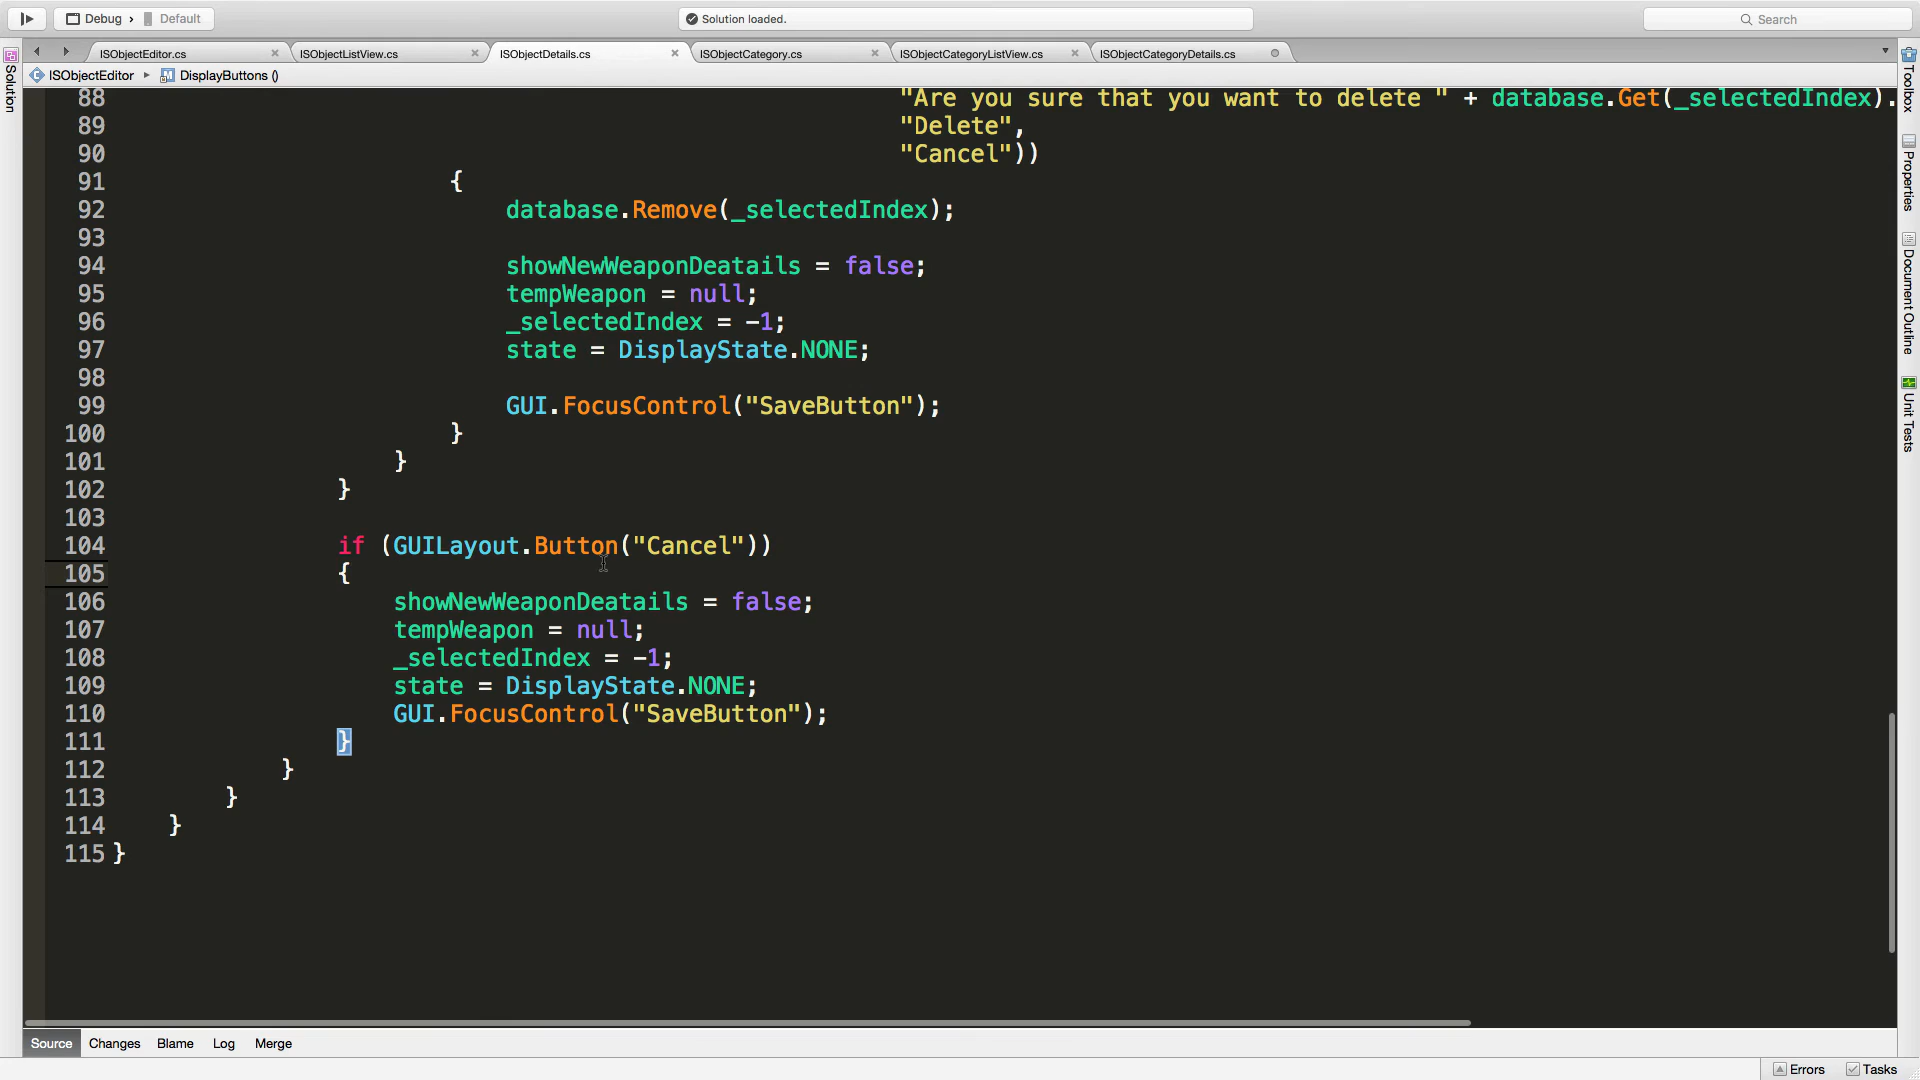 Debug › Default
Solution loaded.
Search
ISObjectEditor.cs ISObjectListView.cs ISObjectDetails.cs ISObjectCategory.cs ISObjectCategoryListView.cs ISObjectCategoryDetails.cs
ISObjectEditor ▸ DisplayButtons ()
Solution
88 "Are you sure that you want to delete " + database.Get(_selectedIndex).
89 "Delete",
90 "Cancel"))
91 {
92 database.Remove(_selectedIndex);
93
94 showNewWeaponDeatails = false;
95 tempWeapon = null;
96 _selectedIndex = -1;
97 state = DisplayState.NONE;
98
99 GUI.FocusControl("SaveButton");
100 }
101 }
102 }
103
104 if (GUILayout.Button("Cancel"))
105 {
106 showNewWeaponDeatails = false;
107 tempWeapon = null;
108 _selectedIndex = -1;
109 state = DisplayState.NONE;
110 GUI.FocusControl("SaveButton");
111 }
112 }
113 }
114 }
115 }
Toolbox
Properties
Document Outline
Unit Tests
Source Changes Blame Log Merge
Errors Tasks